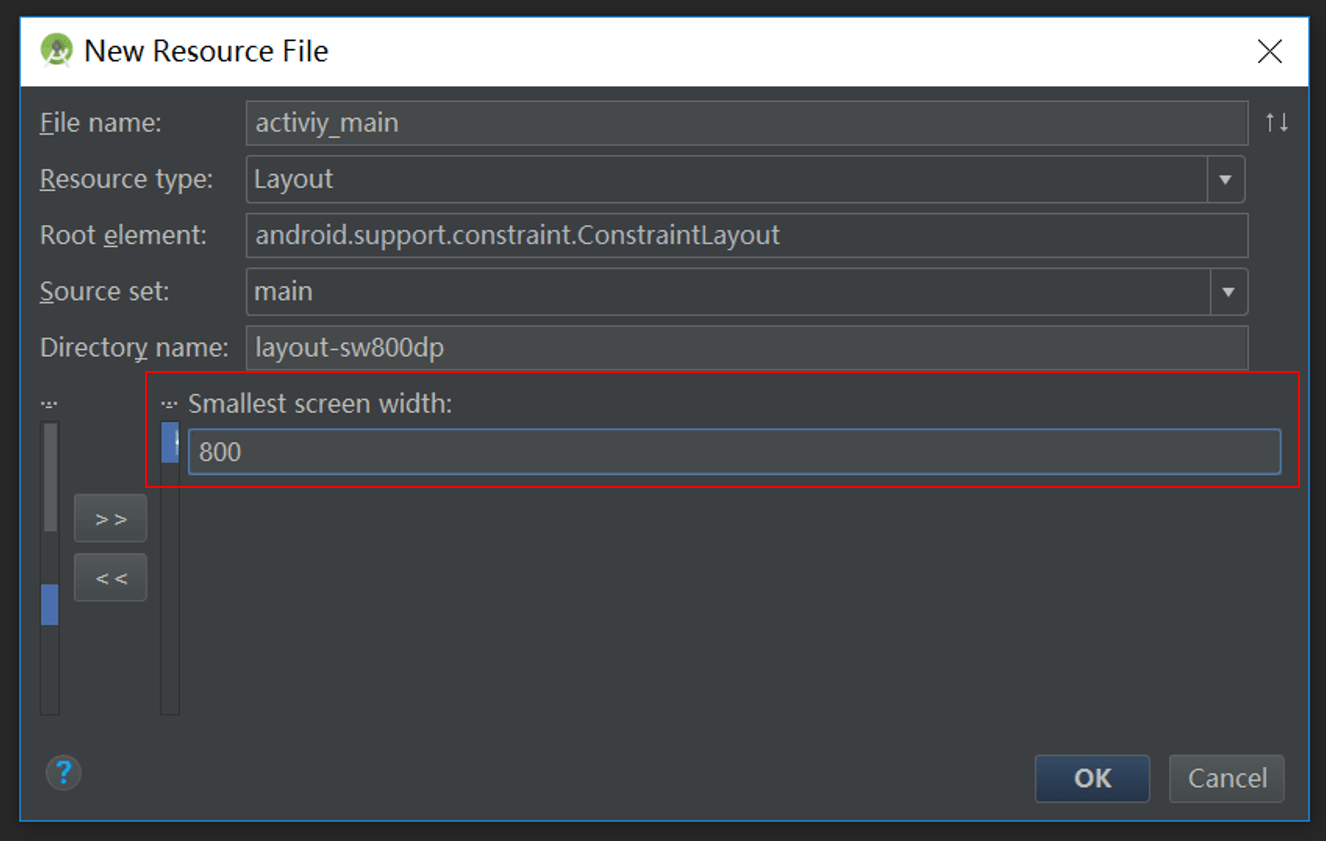 New Resource File
File name: activiy_main
Resource type: Layout
Root element: android.support.constraint.ConstraintLayout
Source set: main
Directory name: layout-sw800dp
Smallest screen width:
800
>>
<<
?
OK Cancel